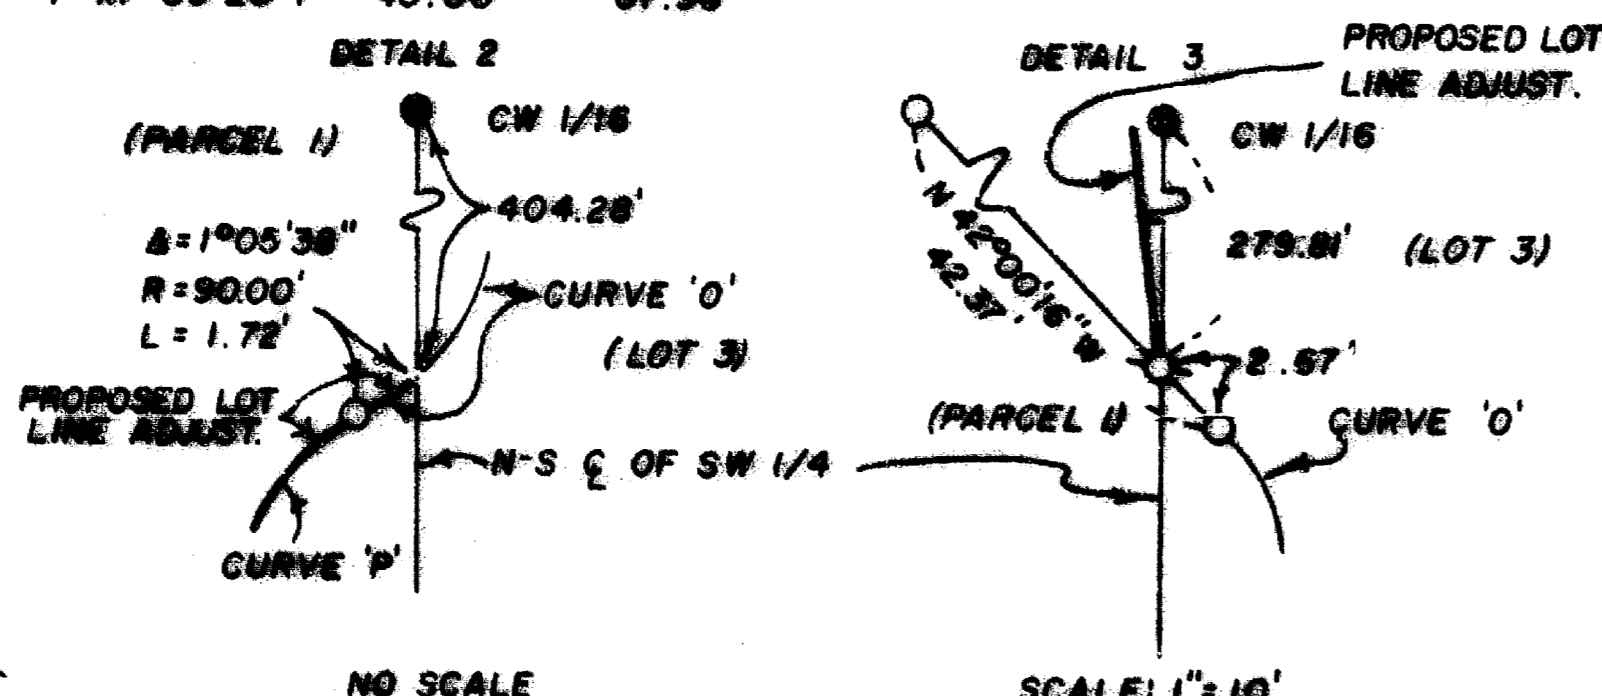 DETAIL 2
CW 1/16
(PARCEL 1)
404.28'
Δ=1°05'38"
R=90.00'
L=1.72'
CURVE 'O'
(LOT 3)
PROPOSED LOT
LINE ADJUST.
N-S ℄ OF SW 1/4
CURVE 'P'
NO SCALE
DETAIL 3
PROPOSED LOT
LINE ADJUST.
CW 1/16
N 42°00'16" W
42.37'
279.81'
(LOT 3)
2.67'
(PARCEL 1)
CURVE 'O'
SCALE: 1"=10'